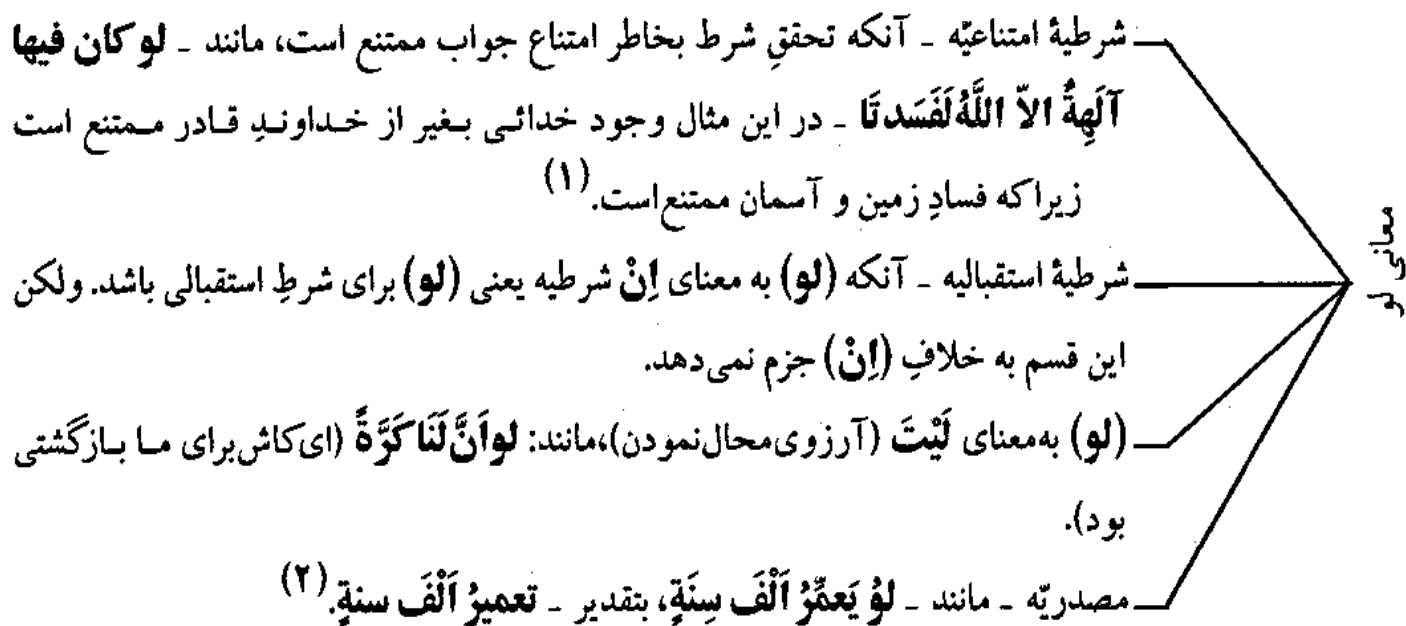 معانی لو
شرطیهٔ امتناعیّه ـ آنکه تحققِ شرط بخاطر امتناع جواب ممتنع است، مانند ـ لو کان فیها
آلَهِةٌ الاّ اللَّهُ لَفَسَدتَا ـ در این مثال وجود خدائی بغیر از خداوندِ قادر ممتنع است
زیراکه فسادِ زمین و آسمان ممتنع است.(۱)
شرطیهٔ استقبالیه ـ آنکه (لو) به معنای اِنْ شرطیه یعنی (لو) برای شرطِ استقبالی باشد. ولکن
این قسم به خلافِ (اِنْ) جزم نمی‌دهد.
(لو) به‌معنای لَیْتَ (آرزوی محال نمودن)، مانند: لواَنَّ لَنَا کَرَّةً (ای کاش برای ما بازگشتی
بود).
مصدریّه ـ مانند ـ لوْ یَعمِّرُ اَلْفَ سِنَةٍ، بتقدیر ـ تعمیرُ اَلْفَ سنةٍ.(۲)